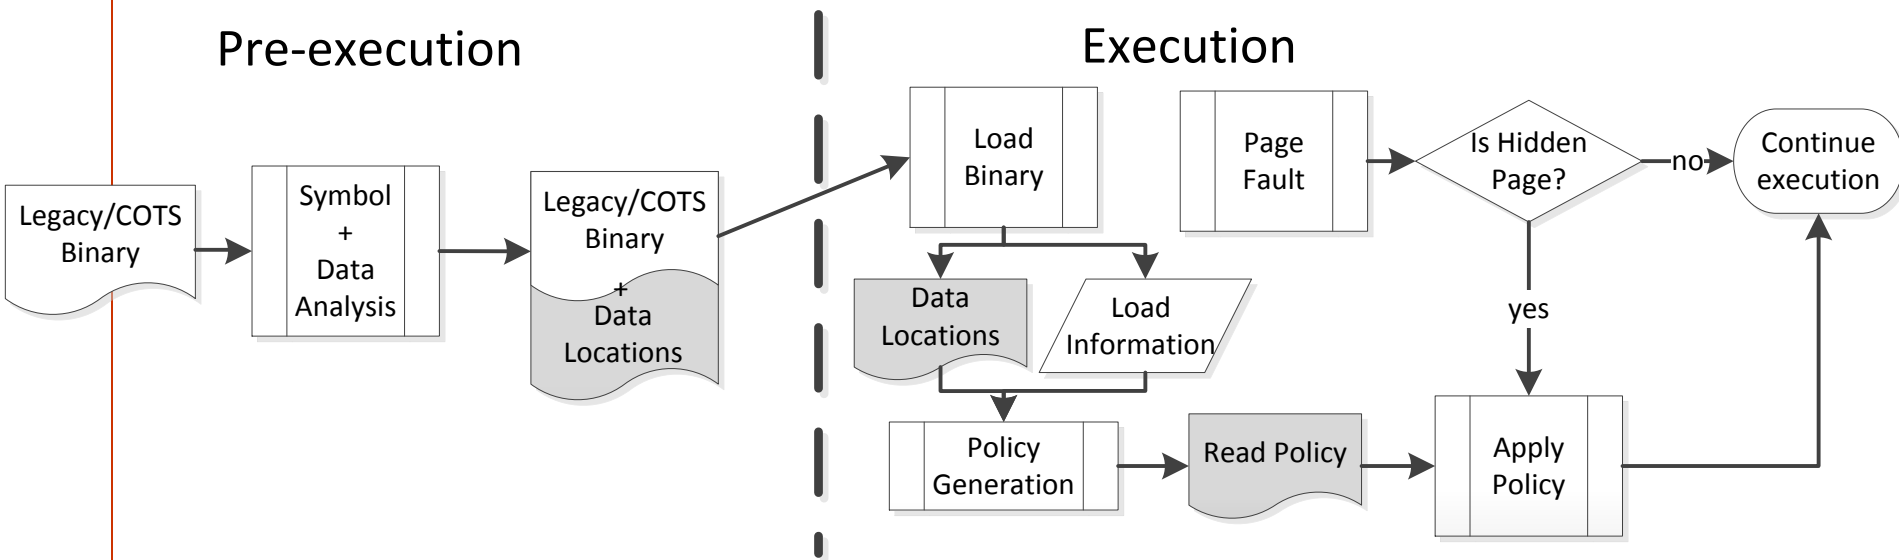 Pre-execution
Legacy/COTS
Binary
Symbol
+
Data
Analysis
Legacy/COTS
Binary
+
Data
Locations
Execution
Load
Binary
Page
Fault
Is Hidden
Page?
no
Continue
execution
Data
Locations
Load
Information
yes
Policy
Generation
Read Policy
Apply
Policy